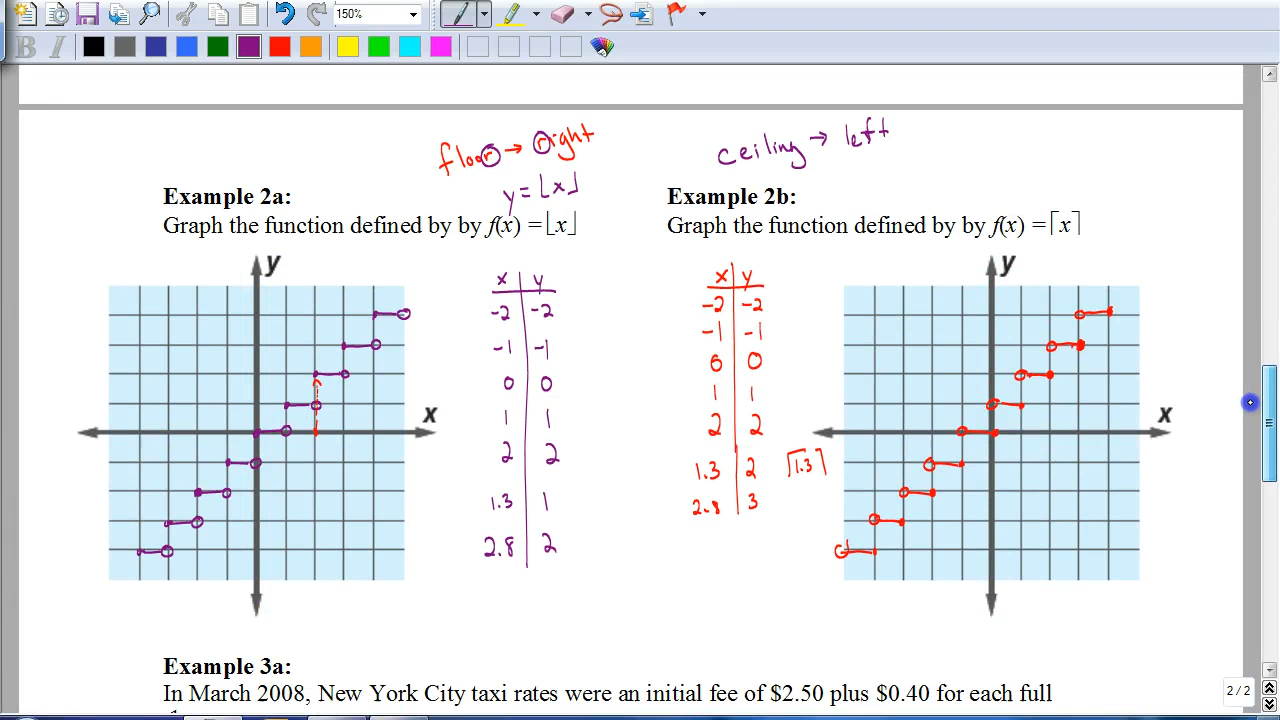 150%
B I
floor → right
ceiling → left
Example 2a:
y = ⌊x⌋
Graph the function defined by by f(x) = ⌊x⌋
Example 2b:
Graph the function defined by by f(x) = ⌈x⌉
y
x
x y
-2 -2
-1 -1
0 0
1 1
2 2
1.3 1
2.8 2
x y
-2 -2
-1 -1
0 0
1 1
2 2
1.3 2 ⌈1.3⌉
2.8 3
y
x
Example 3a:
In March 2008, New York City taxi rates were an initial fee of $2.50 plus $0.40 for each full
2 / 2